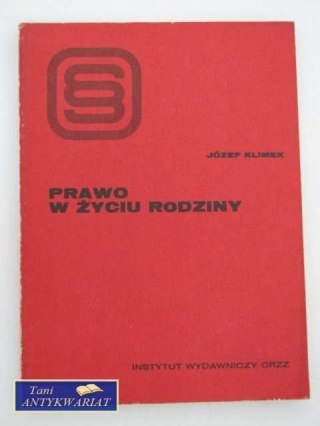 §
JÓZEF KLIMEK
PRAWO
W ŻYCIU RODZINY
INSTYTUT WYDAWNICZY CRZZ
Tani
ANTYKWARIAT